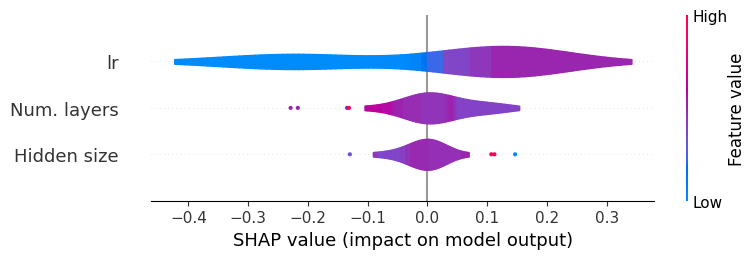 High
lr
Num. layers
Hidden size
Feature value
Low
−0.4 −0.3 −0.2 −0.1 0.0 0.1 0.2 0.3
SHAP value (impact on model output)